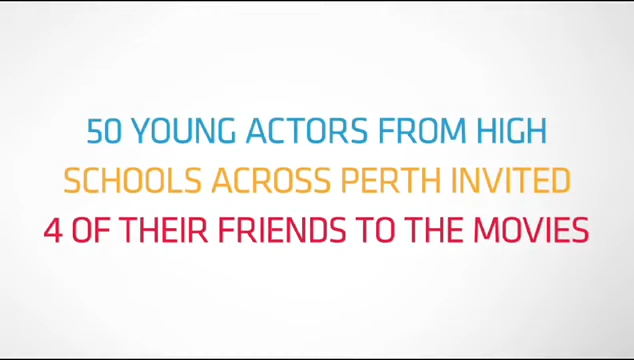 50 YOUNG ACTORS FROM HIGH
SCHOOLS ACROSS PERTH INVITED
4 OF THEIR FRIENDS TO THE MOVIES